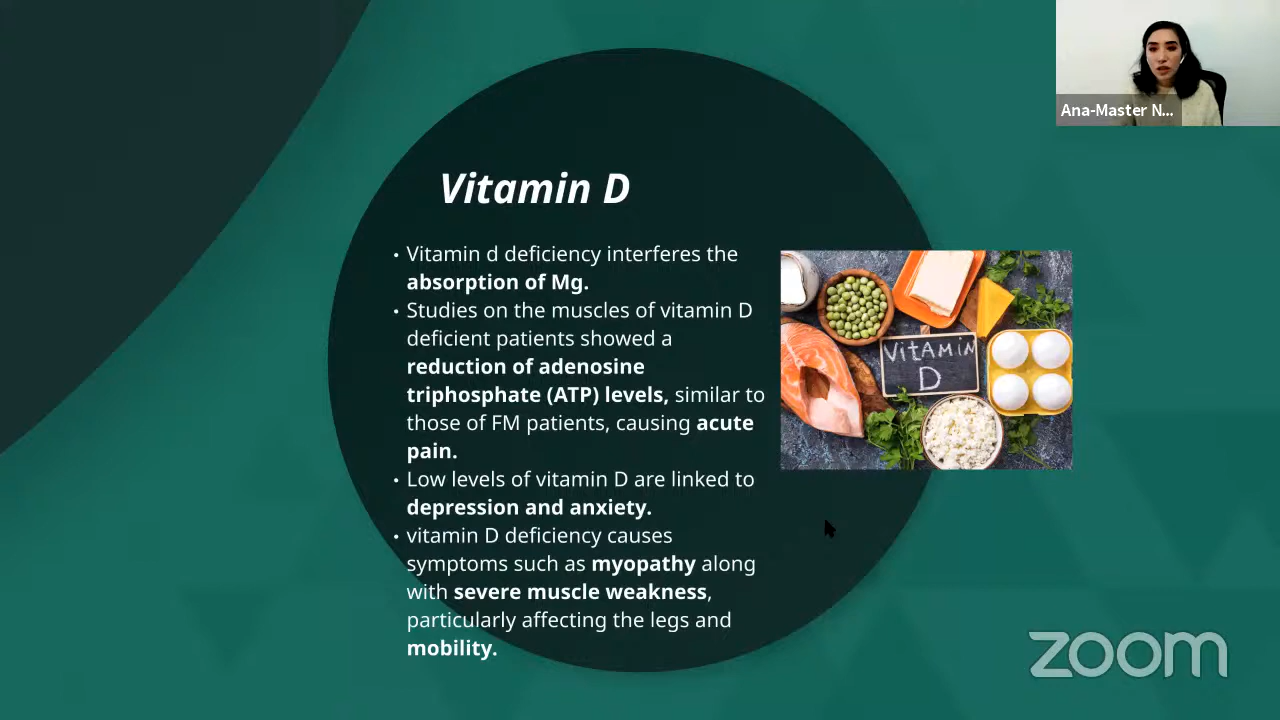 Ana-Master N...
Vitamin D
• Vitamin d deficiency interferes the
absorption of Mg.
• Studies on the muscles of vitamin D
deficient patients showed a
reduction of adenosine
triphosphate (ATP) levels, similar to
those of FM patients, causing acute
pain.
• Low levels of vitamin D are linked to
depression and anxiety.
• vitamin D deficiency causes
symptoms such as myopathy along
with severe muscle weakness,
particularly affecting the legs and
mobility.
VITAMIN
D
zoom